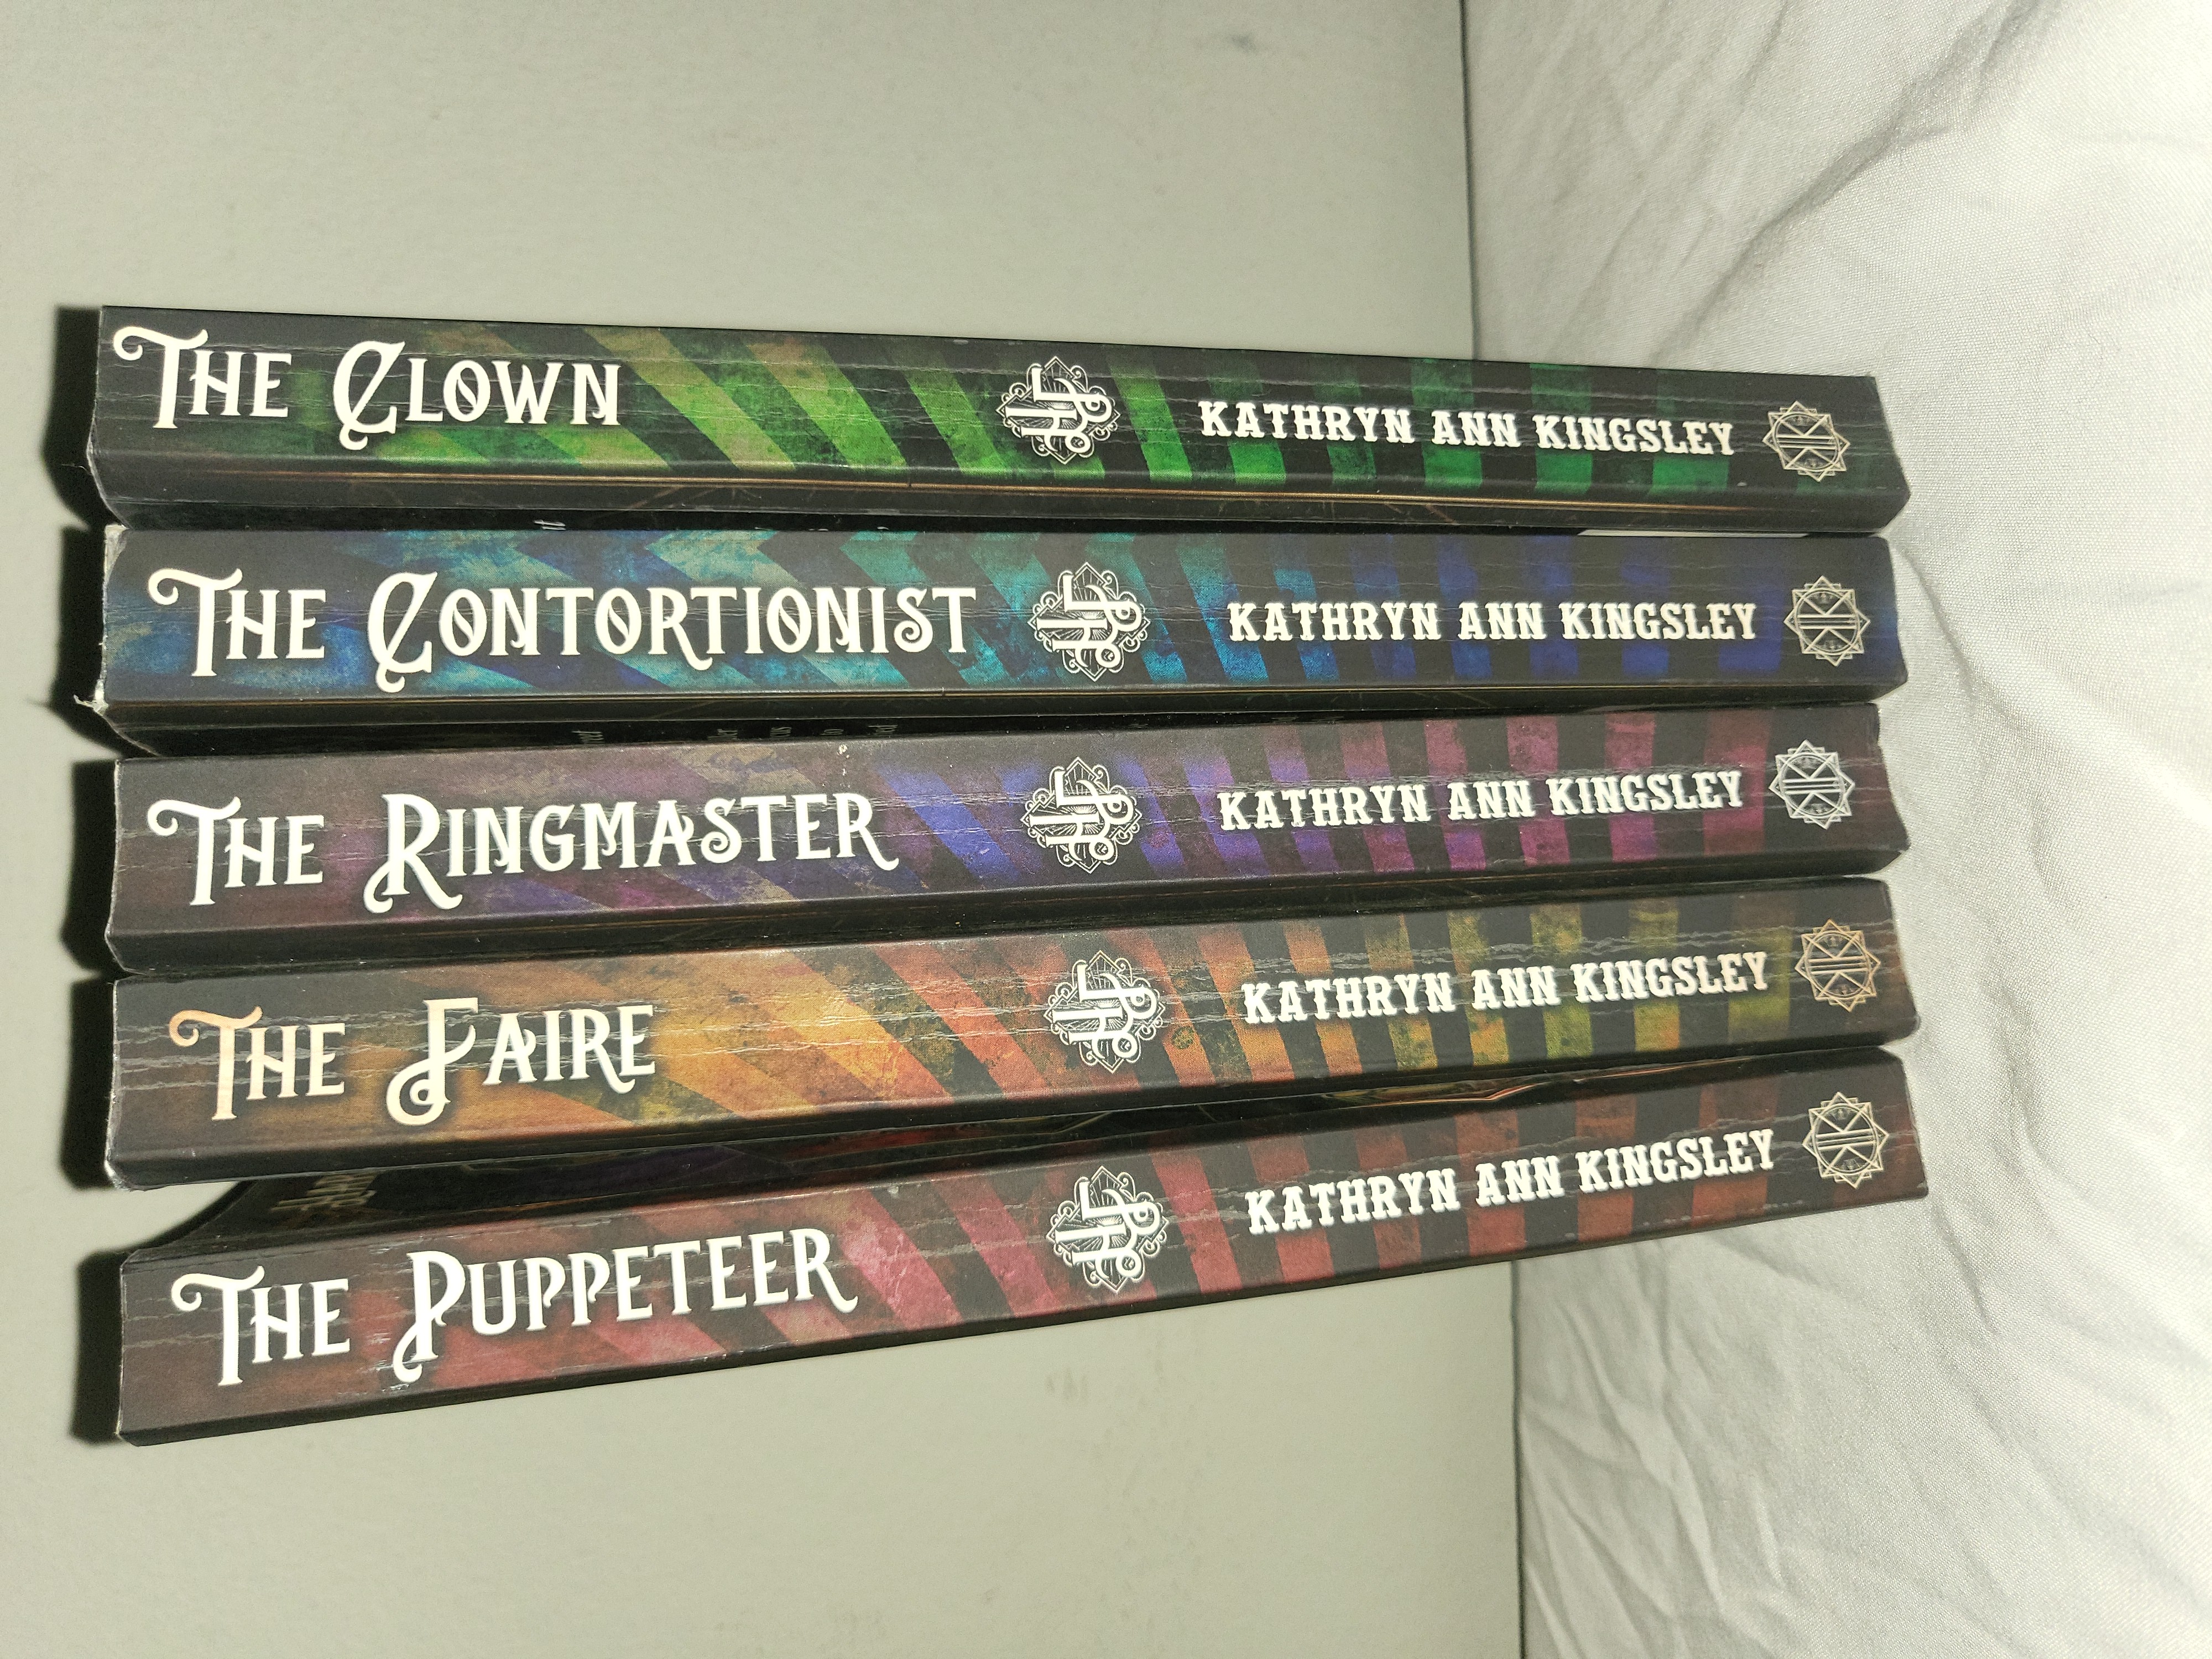 THE PUPPETEER
KATHRYN ANN KINGSLEY
THE FAIRE
KATHRYN ANN KINGSLEY
THE RINGMASTER
KATHRYN ANN KINGSLEY
THE CONTORTIONIST
KATHRYN ANN KINGSLEY
THE CLOWN
KATHRYN ANN KINGSLEY